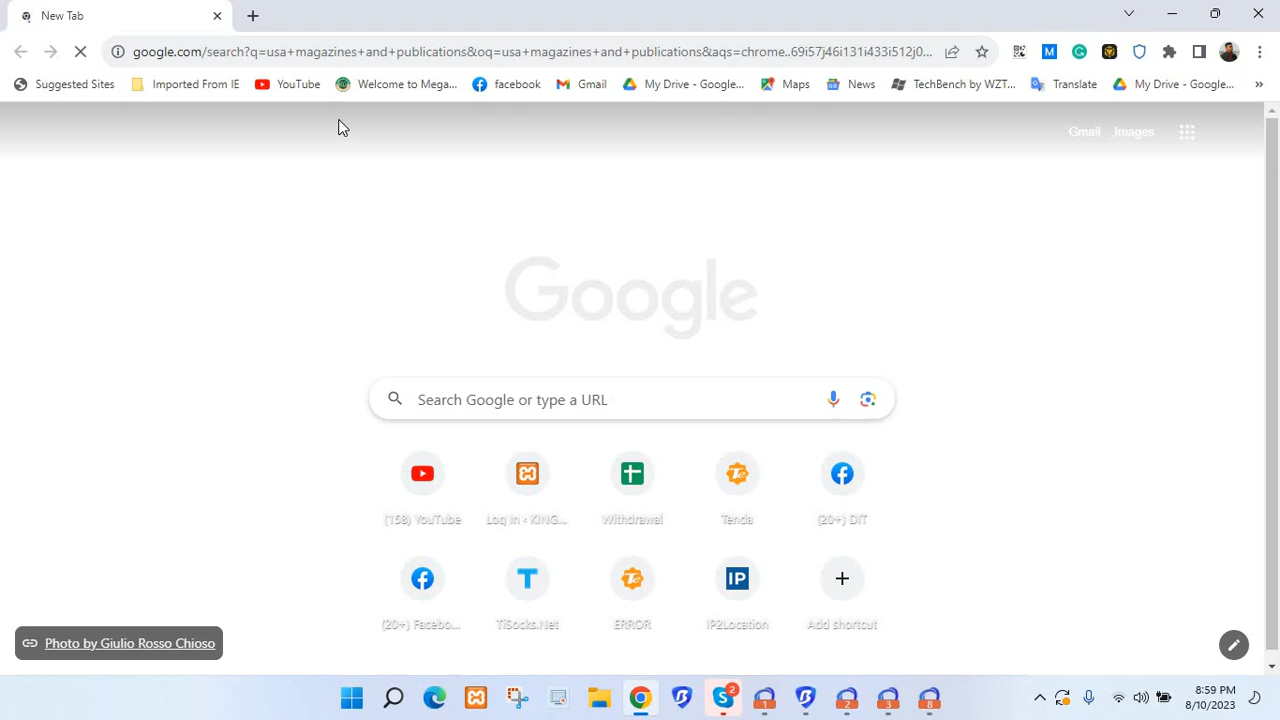 New Tab
google.com/search?q=usa+magazines+and+publications&oq=usa+magazines+and+publications&aqs=chrome..69i57j46i131i433i512j0...
Suggested Sites Imported From IE YouTube Welcome to Mega... facebook Gmail My Drive - Google... Maps News TechBench by WZT... Translate My Drive - Google... »
Gmail Images
Google
Search Google or type a URL
(158) YouTube Log In ‹ KING... Withdrawal Tenda (20+) DIT
(20+) Facebo... TiSocks.Net ERROR IP2Location Add shortcut
Photo by Giulio Rosso Chioso
8:59 PM
8/10/2023